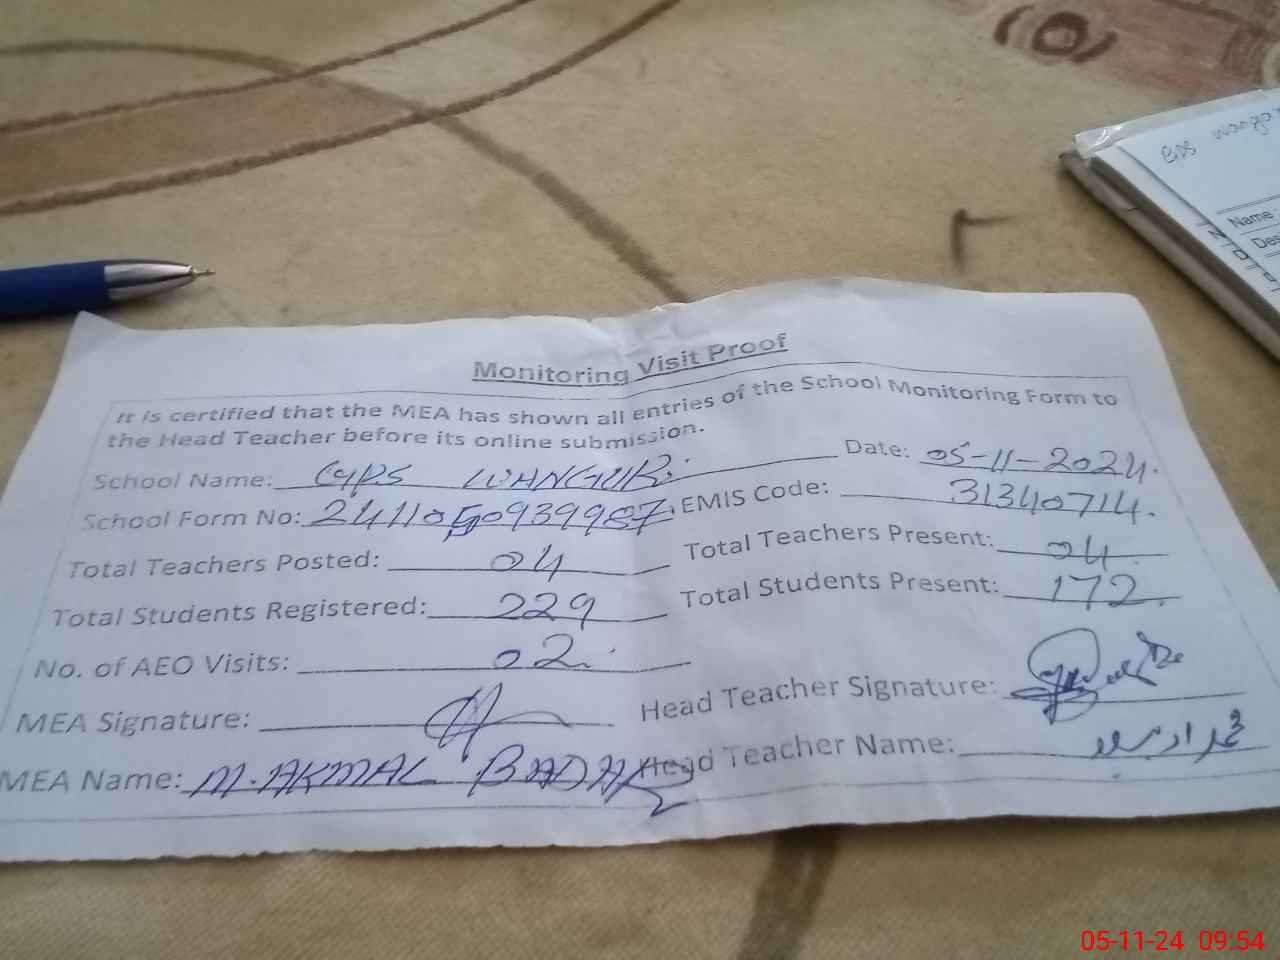 Monitoring Visit Proof
It is certified that the MEA has shown all entries of the School Monitoring Form to
the Head Teacher before its online submission.
School Name: GPS WANGUR. Date: 05-11-2024.
School Form No: 241105093998 EMIS Code: 31340714.
Total Teachers Posted: 04 Total Teachers Present: 04
Total Students Registered: 229 Total Students Present: 172.
No. of AEO Visits: 02.
MEA Signature: Head Teacher Signature:
MEA Name: M. AKMAL BADAR Head Teacher Name:
Name:
05-11-24 09:54